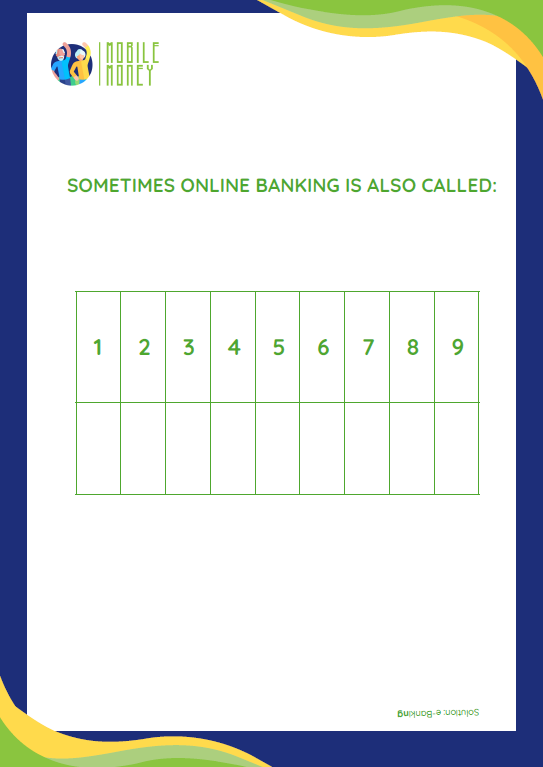 MOBILE
MONEY
SOMETIMES ONLINE BANKING IS ALSO CALLED:
1 2 3 4 5 6 7 8 9
Solution: e-Banking